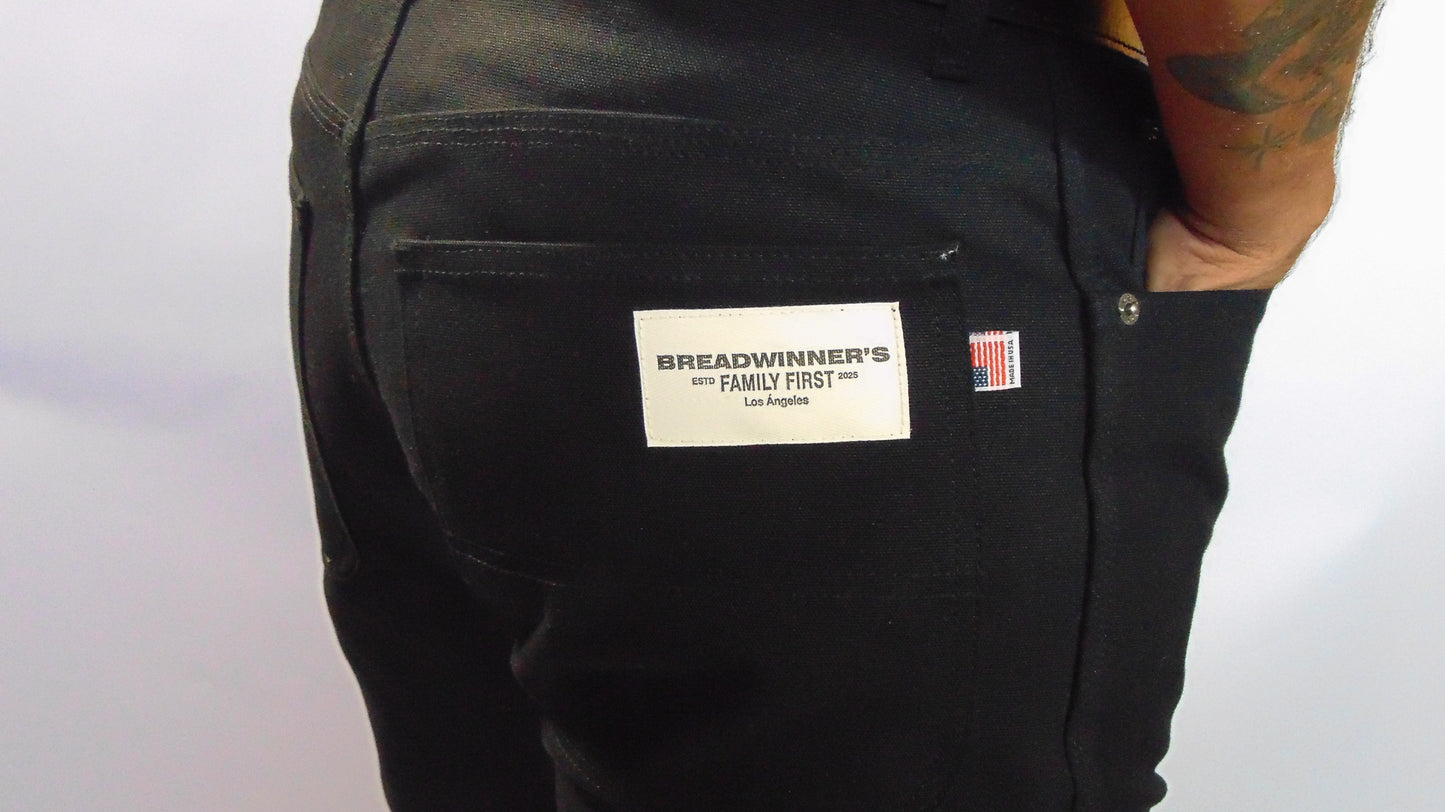 BREADWINNER'S
ESTD FAMILY FIRST 2025
Los Ángeles
MADE IN USA